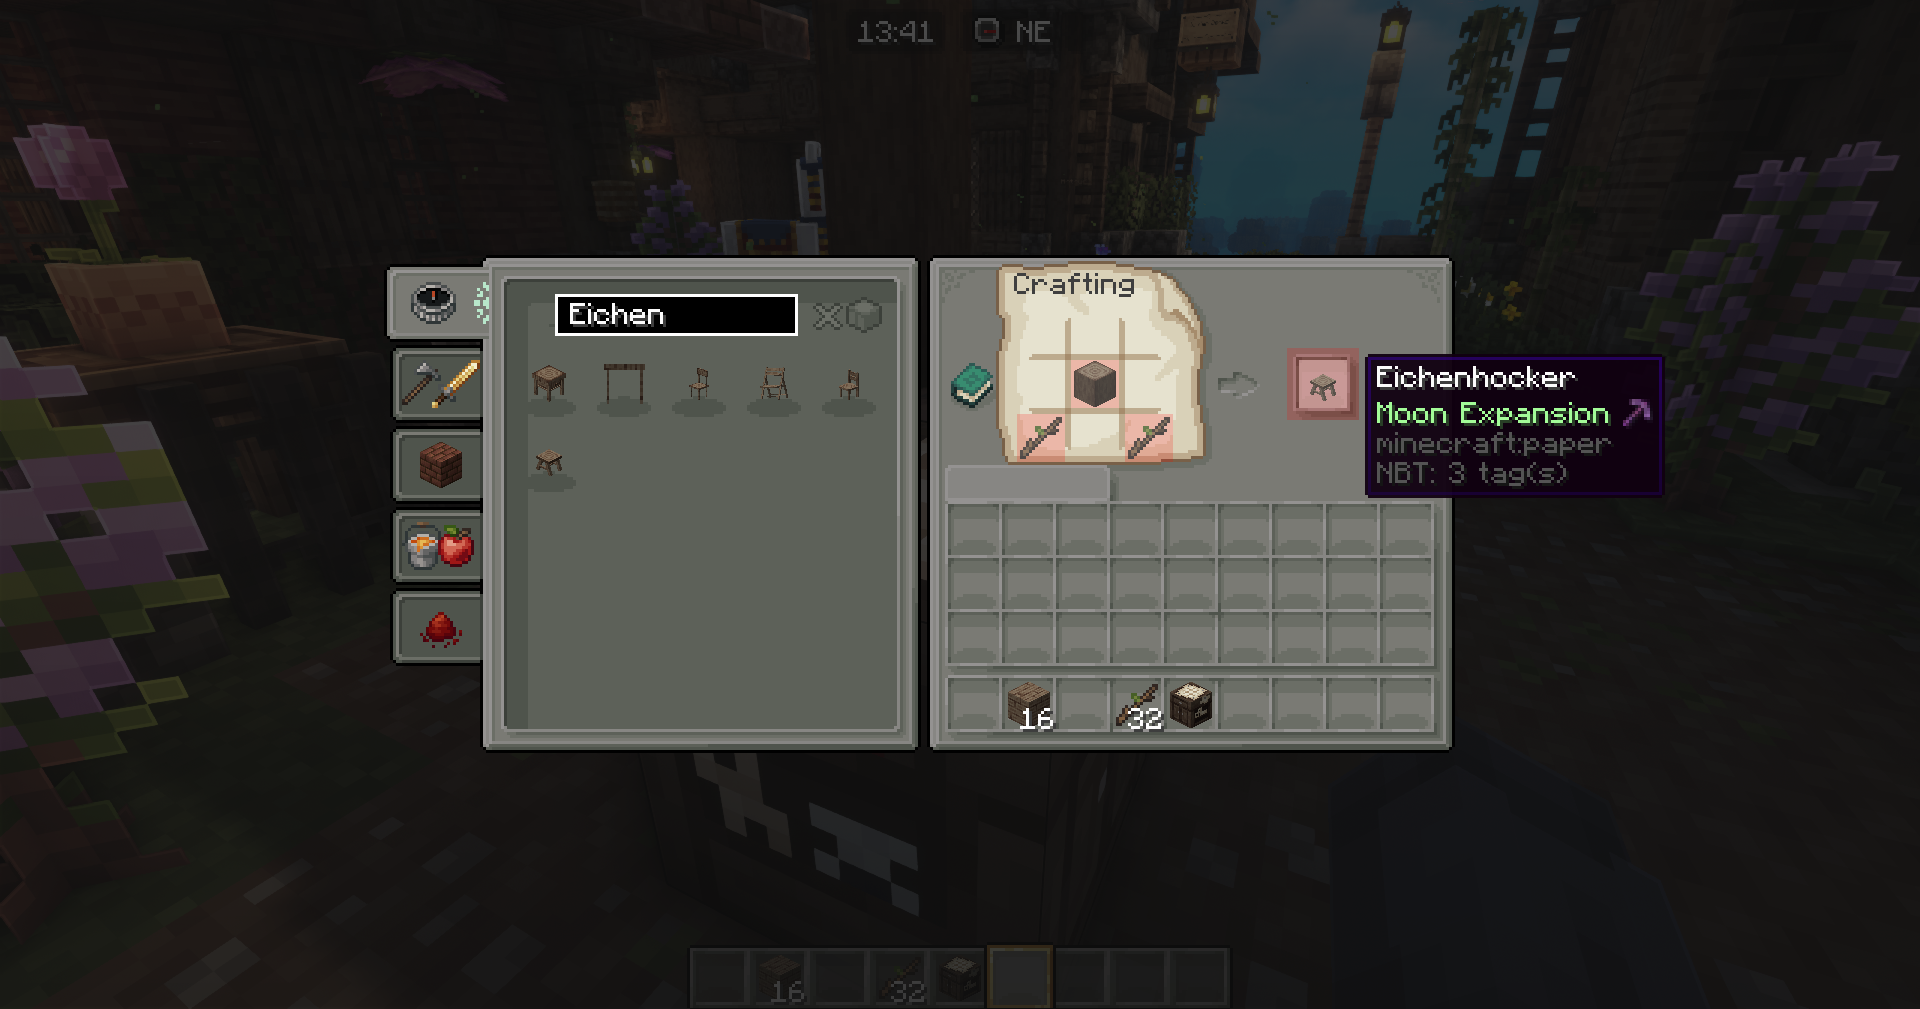 13:41 NE
Eichen
Crafting
Eichenhocker
Moon Expansion
minecraft:paper
NBT: 3 tag(s)
16
32
16
32